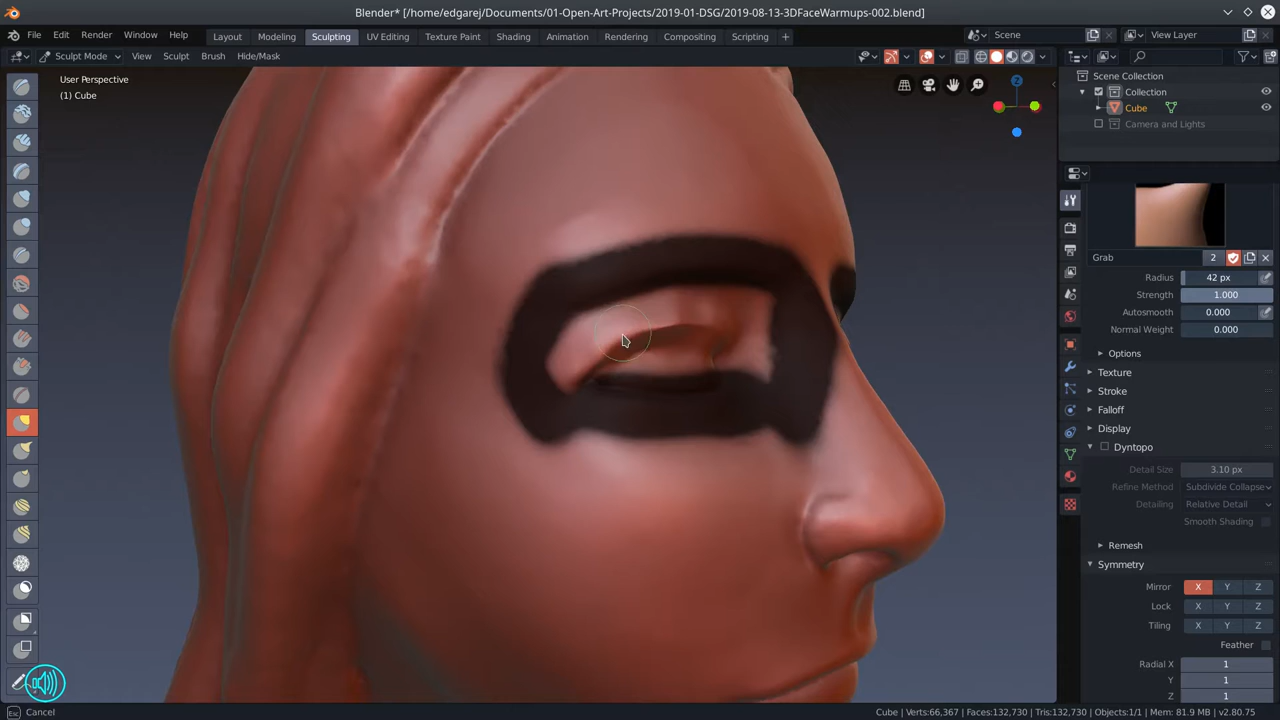 Blender* [/home/edgarej/Documents/01-Open-Art-Projects/2019-01-DSG/2019-08-13-3DFaceWarmups-002.blend]
File Edit Render Window Help Layout Modeling Sculpting UV Editing Texture Paint Shading Animation Rendering Compositing Scripting + Scene View Layer
Sculpt Mode View Sculpt Brush Hide/Mask
User Perspective
(1) Cube
Z
Scene Collection
Collection
Cube
Camera and Lights
Grab 2
Radius 42 px
Strength 1.000
Autosmooth 0.000
Normal Weight 0.000
Options
Texture
Stroke
Falloff
Display
Dyntopo
Detail Size 3.10 px
Refine Method Subdivide Collapse
Detailing Relative Detail
Smooth Shading
Remesh
Symmetry
Mirror X Y Z
Lock X Y Z
Tiling X Y Z
Feather
Radial X 1
Y 1
Z 1
Esc Cancel
Cube | Verts:66,367 | Faces:132,730 | Tris:132,730 | Objects:1/1 | Mem: 81.9 MB | v2.80.75